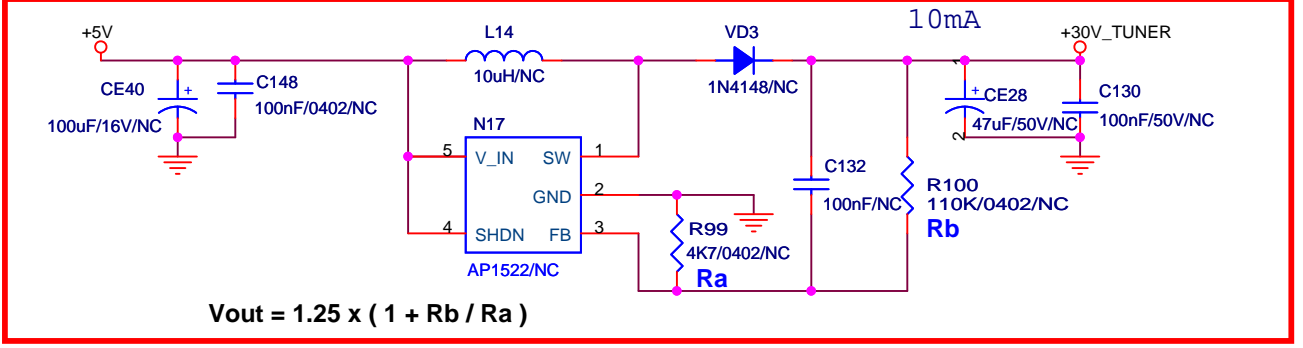 10mA
+5V
L14
VD3
+30V_TUNER
1
10uH/NC
1N4148/NC
CE40
+
C148
100nF/0402/NC
100uF/16V/NC
+
CE28
47uF/50V/NC
2
C130
100nF/50V/NC
N17
5
V_IN
SW
1
GND
2
4
SHDN
FB
3
AP1522/NC
R99
4K7/0402/NC
Ra
C132
100nF/NC
R100
110K/0402/NC
Rb
Vout = 1.25 x ( 1 + Rb / Ra )